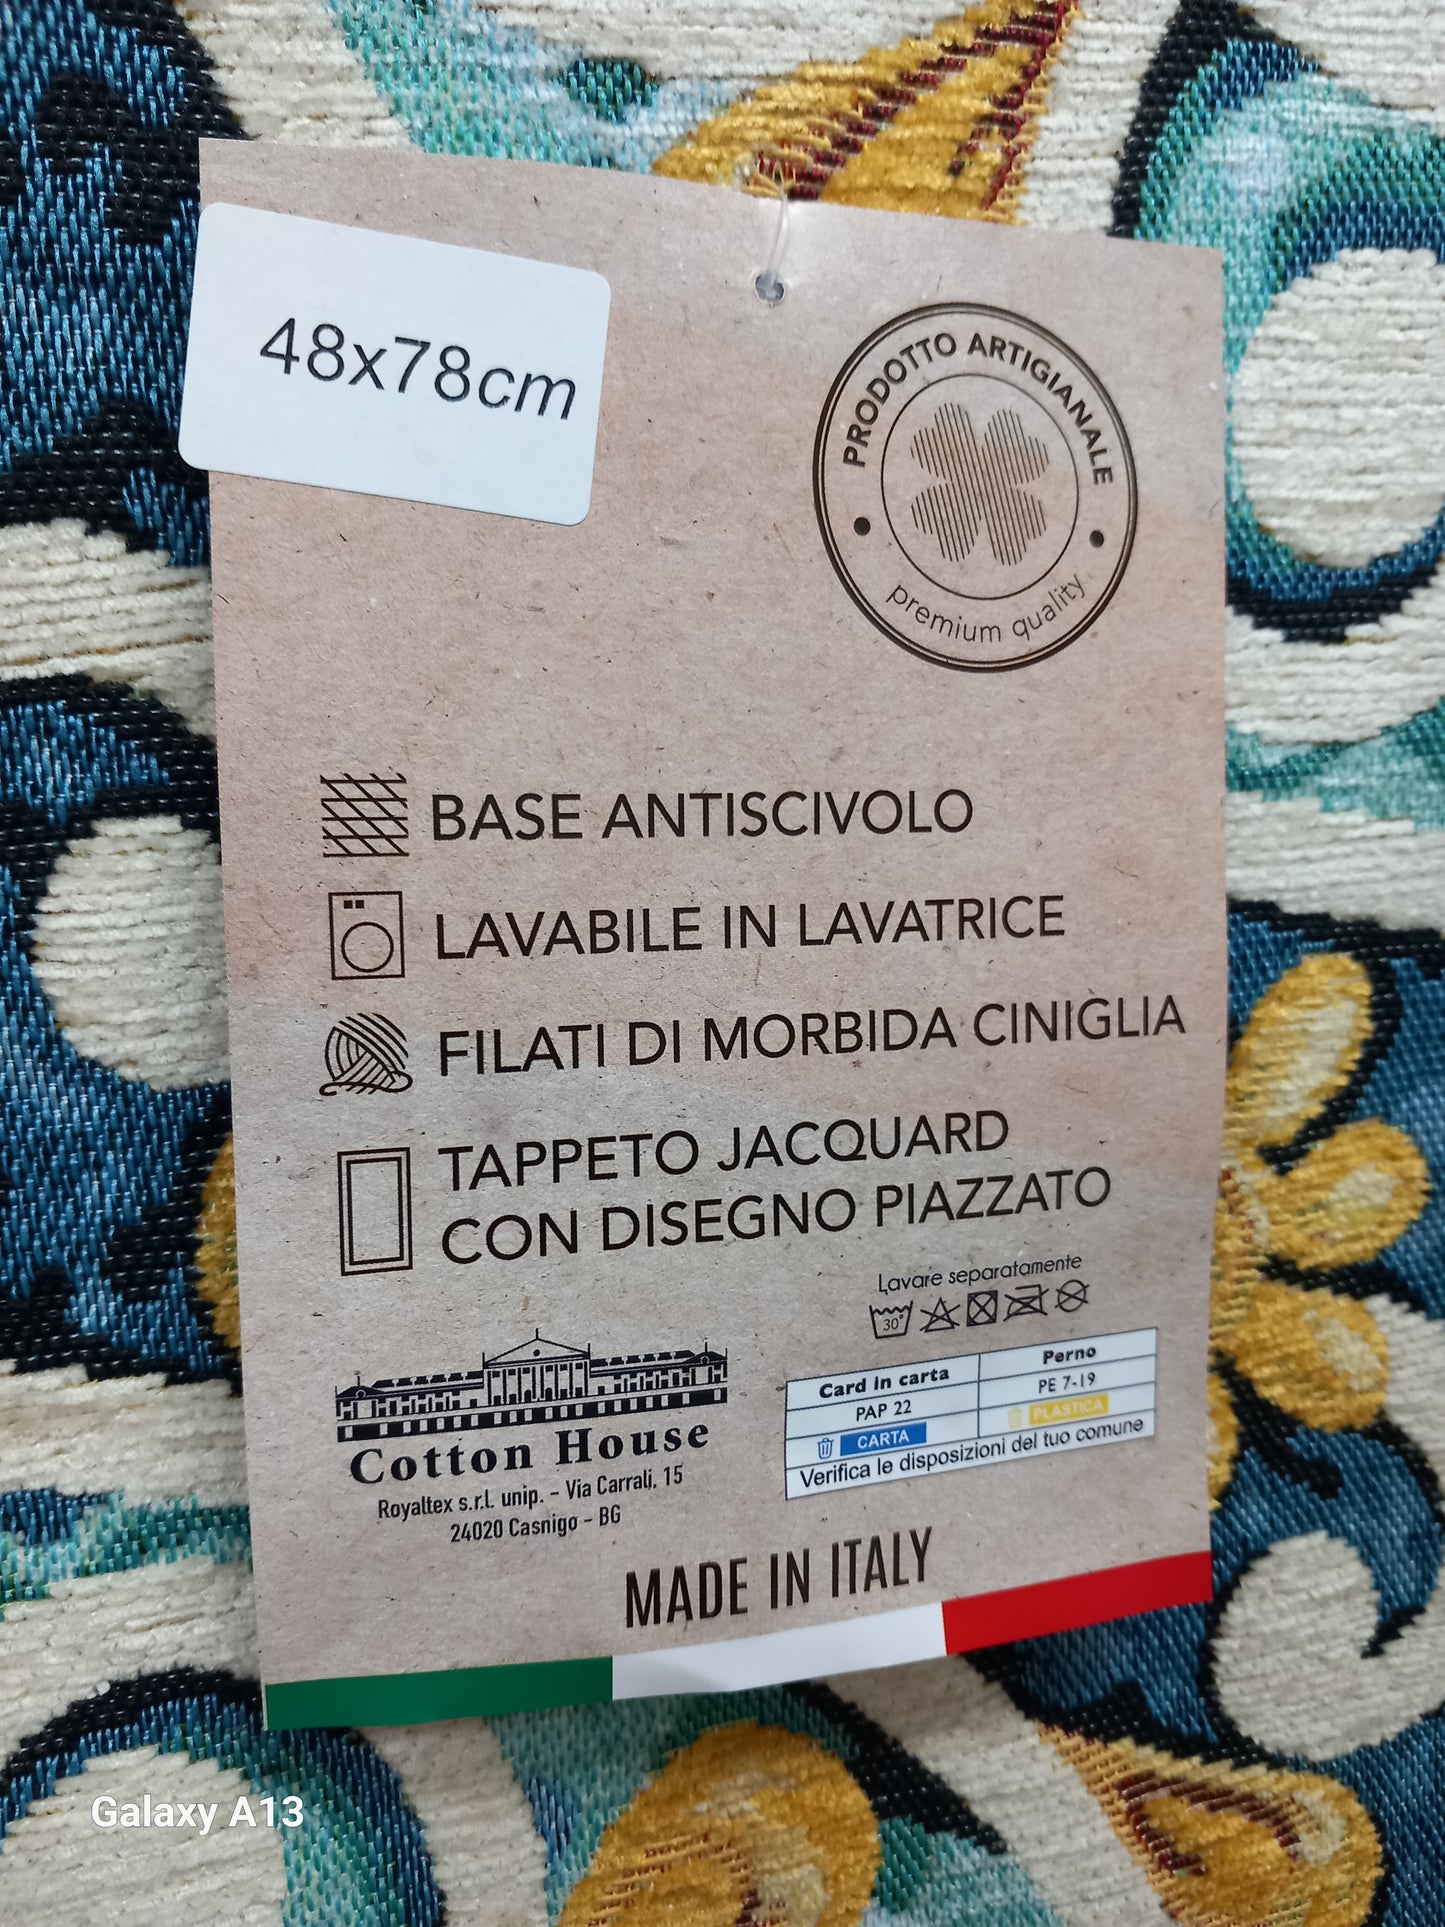 48x78cm
PRODOTTO ARTIGIANALE
premium quality
BASE ANTISCIVOLO
LAVABILE IN LAVATRICE
FILATI DI MORBIDA CINIGLIA
TAPPETO JACQUARD
CON DISEGNO PIAZZATO
Lavare separatamente
30°
Card in carta Perno
PAP 22 PE 7-19
CARTA PLASTICA
Verifica le disposizioni del tuo comune
Cotton House
Royaltex s.r.l. unip. - Via Carrali, 15
24020 Casnigo - BG
MADE IN ITALY
Galaxy A13